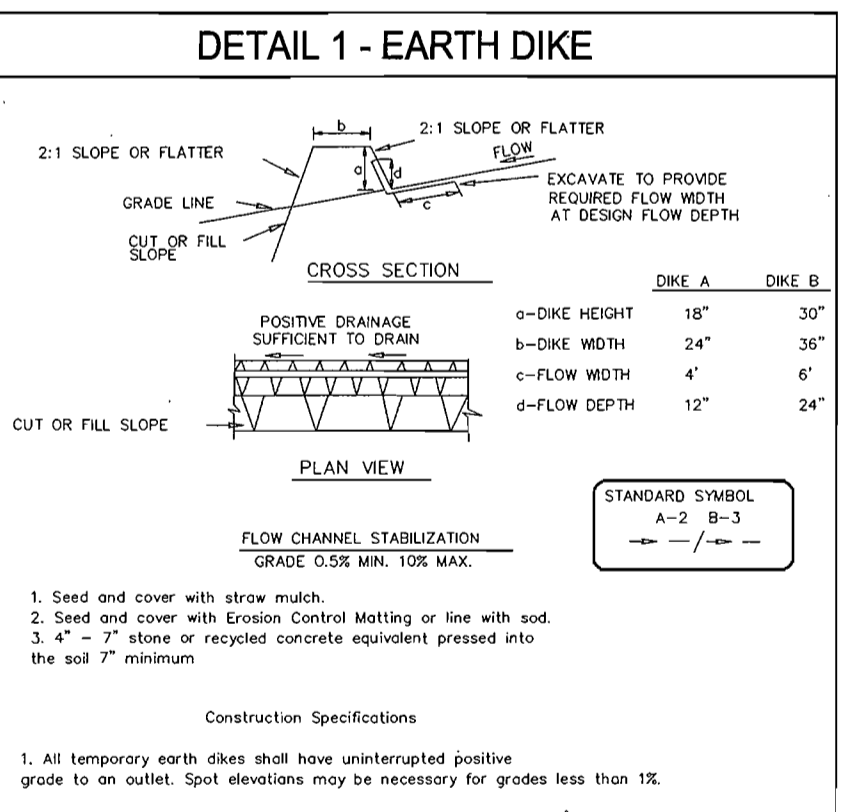 DETAIL 1 - EARTH DIKE
b
2:1 SLOPE OR FLATTER
2:1 SLOPE OR FLATTER
FLOW
a
d
EXCAVATE TO PROVIDE
REQUIRED FLOW WIDTH
AT DESIGN FLOW DEPTH
GRADE LINE
c
CUT OR FILL
SLOPE
CROSS SECTION
DIKE A DIKE B
a-DIKE HEIGHT 18" 30"
b-DIKE WIDTH 24" 36"
c-FLOW WIDTH 4' 6'
d-FLOW DEPTH 12" 24"
POSITIVE DRAINAGE
SUFFICIENT TO DRAIN
CUT OR FILL SLOPE
PLAN VIEW
STANDARD SYMBOL
A-2 B-3
FLOW CHANNEL STABILIZATION
GRADE 0.5% MIN. 10% MAX.
1. Seed and cover with straw mulch.
2. Seed and cover with Erosion Control Matting or line with sod.
3. 4" - 7" stone or recycled concrete equivalent pressed into
the soil 7" minimum
Construction Specifications
1. All temporary earth dikes shall have uninterrupted positive
grade to an outlet. Spot elevations may be necessary for grades less than 1%.